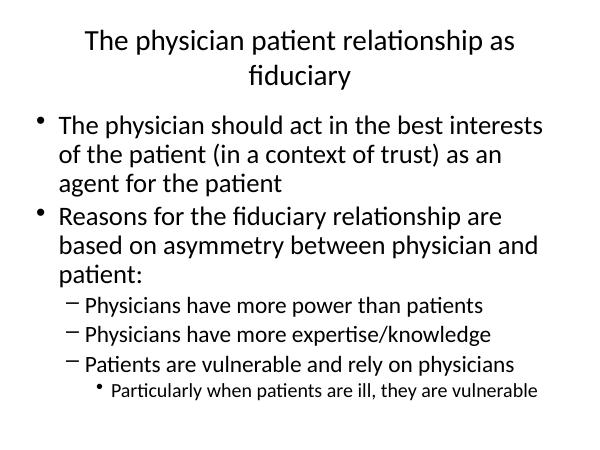 The physician patient relationship as
fiduciary
• The physician should act in the best interests
of the patient (in a context of trust) as an
agent for the patient
• Reasons for the fiduciary relationship are
based on asymmetry between physician and
patient:
– Physicians have more power than patients
– Physicians have more expertise/knowledge
– Patients are vulnerable and rely on physicians
• Particularly when patients are ill, they are vulnerable